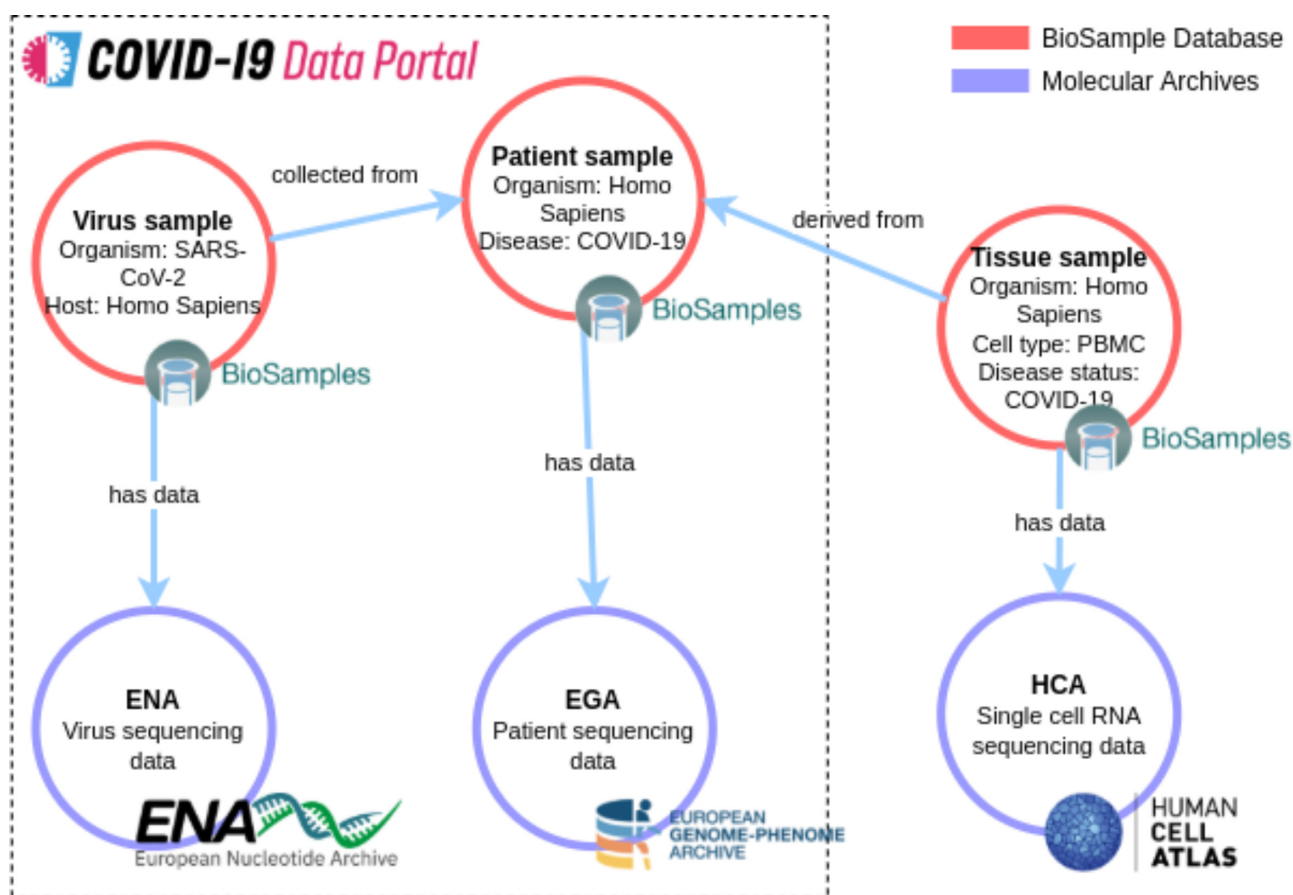 COVID-19 Data Portal
BioSample Database
Molecular Archives
collected from
Patient sample
Organism: Homo
Sapiens
Disease: COVID-19
BioSamples
derived from
Virus sample
Organism: SARS-
CoV-2
Host: Homo Sapiens
BioSamples
Tissue sample
Organism: Homo
Sapiens
Cell type: PBMC
Disease status:
COVID-19
BioSamples
has data
has data
has data
ENA
Virus sequencing
data
ENA
European Nucleotide Archive
EGA
Patient sequencing
data
EUROPEAN
GENOME-PHENOME
ARCHIVE
HCA
Single cell RNA
sequencing data
HUMAN
CELL
ATLAS